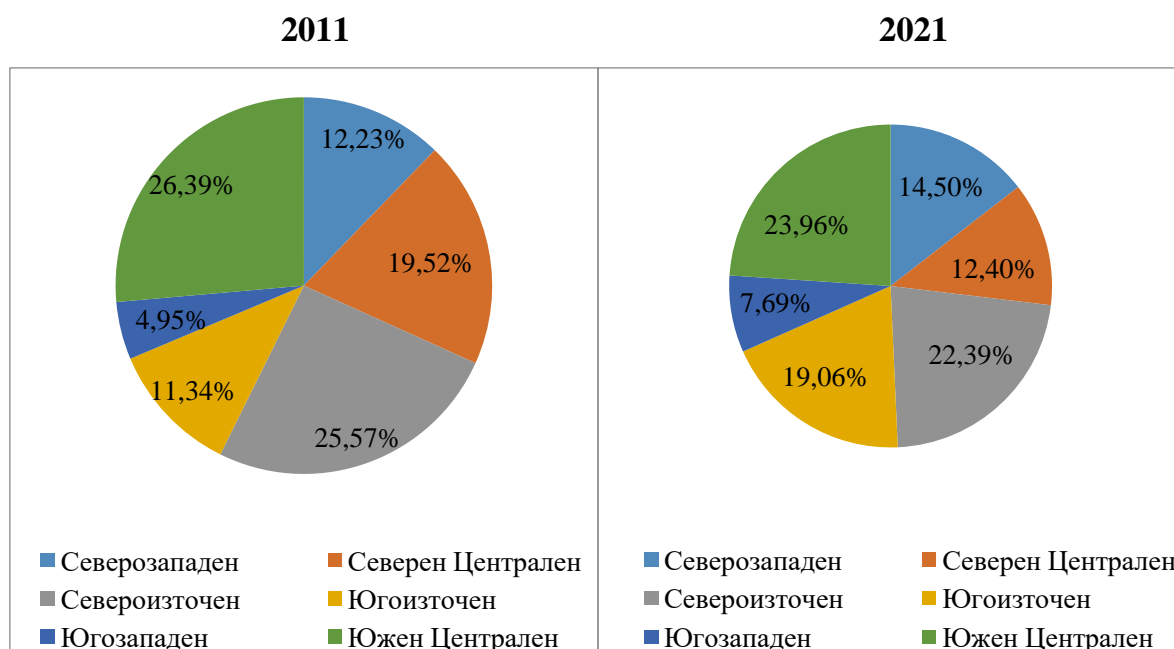 2011
12,23%
19,52%
25,57%
11,34%
4,95%
26,39%
Северозападен
Северен Централен
Североизточен
Югоизточен
Югозападен
Южен Централен
2021
14,50%
12,40%
22,39%
19,06%
7,69%
23,96%
Северозападен
Северен Централен
Североизточен
Югоизточен
Югозападен
Южен Централен